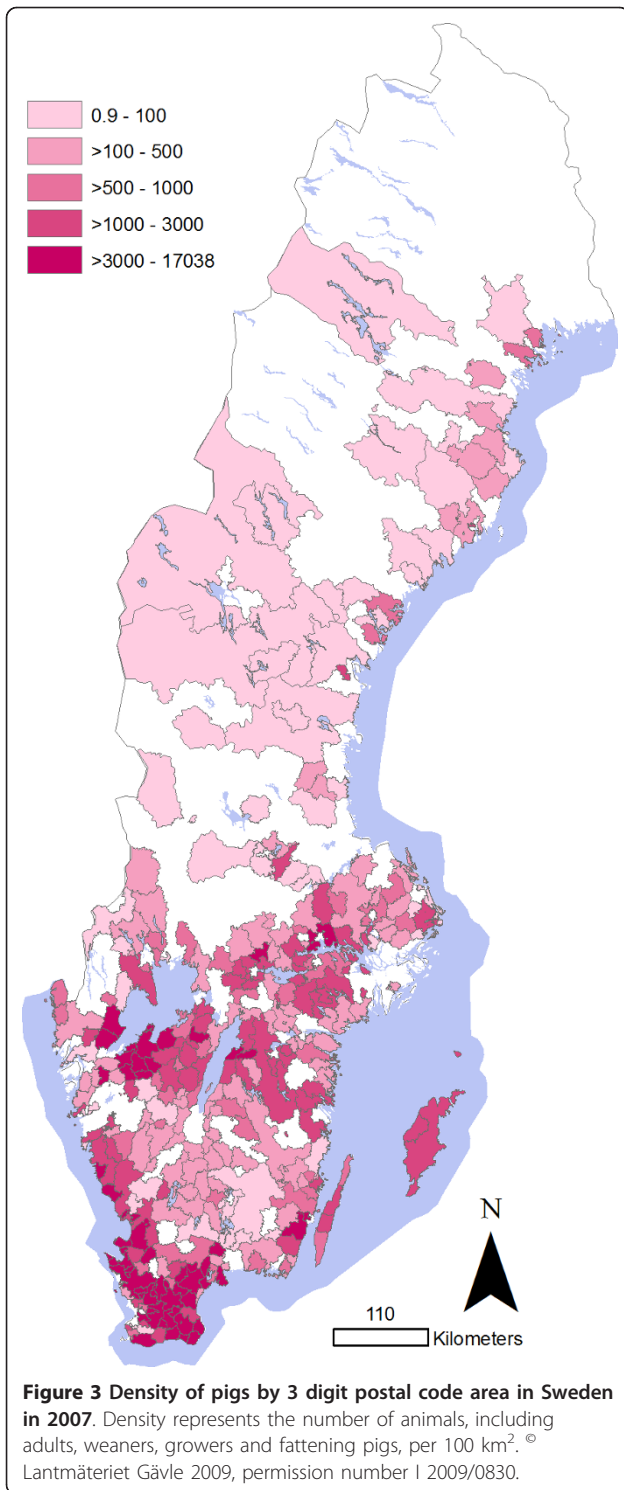 0.9 - 100
>100 - 500
>500 - 1000
>1000 - 3000
>3000 - 17038
N
110
Kilometers
Figure 3 Density of pigs by 3 digit postal code area in Sweden
in 2007. Density represents the number of animals, including
adults, weaners, growers and fattening pigs, per 100 km². ©
Lantmäteriet Gävle 2009, permission number I 2009/0830.